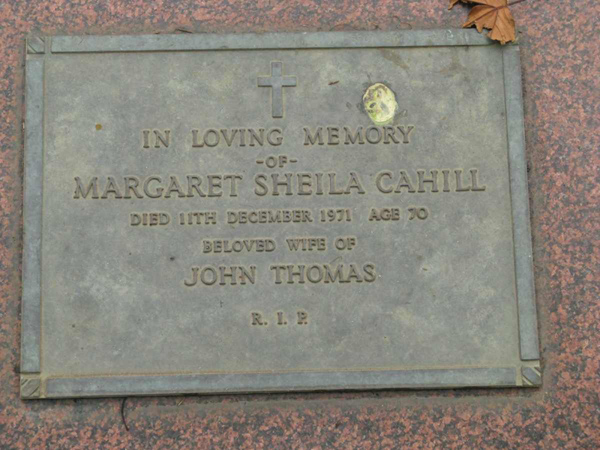 IN LOVING MEMORY
-OF-
MARGARET SHEILA CAHILL
DIED 11TH DECEMBER 1971 AGE 70
BELOVED WIFE OF
JOHN THOMAS
R. I. P.